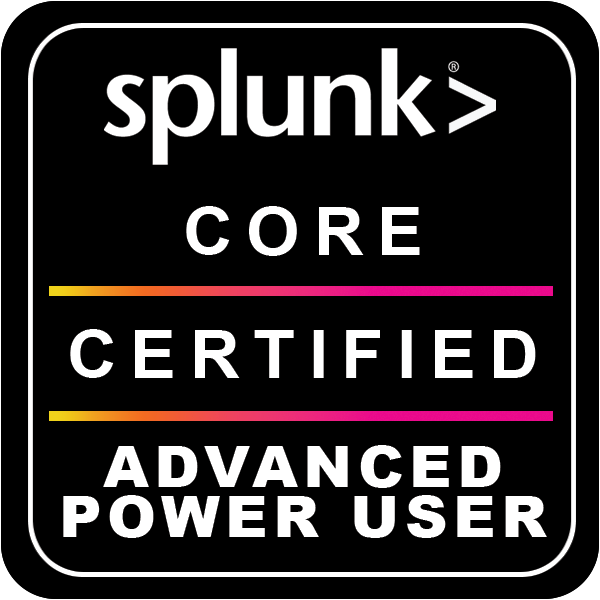 splunk>®
CORE
CERTIFIED
ADVANCED
POWER USER